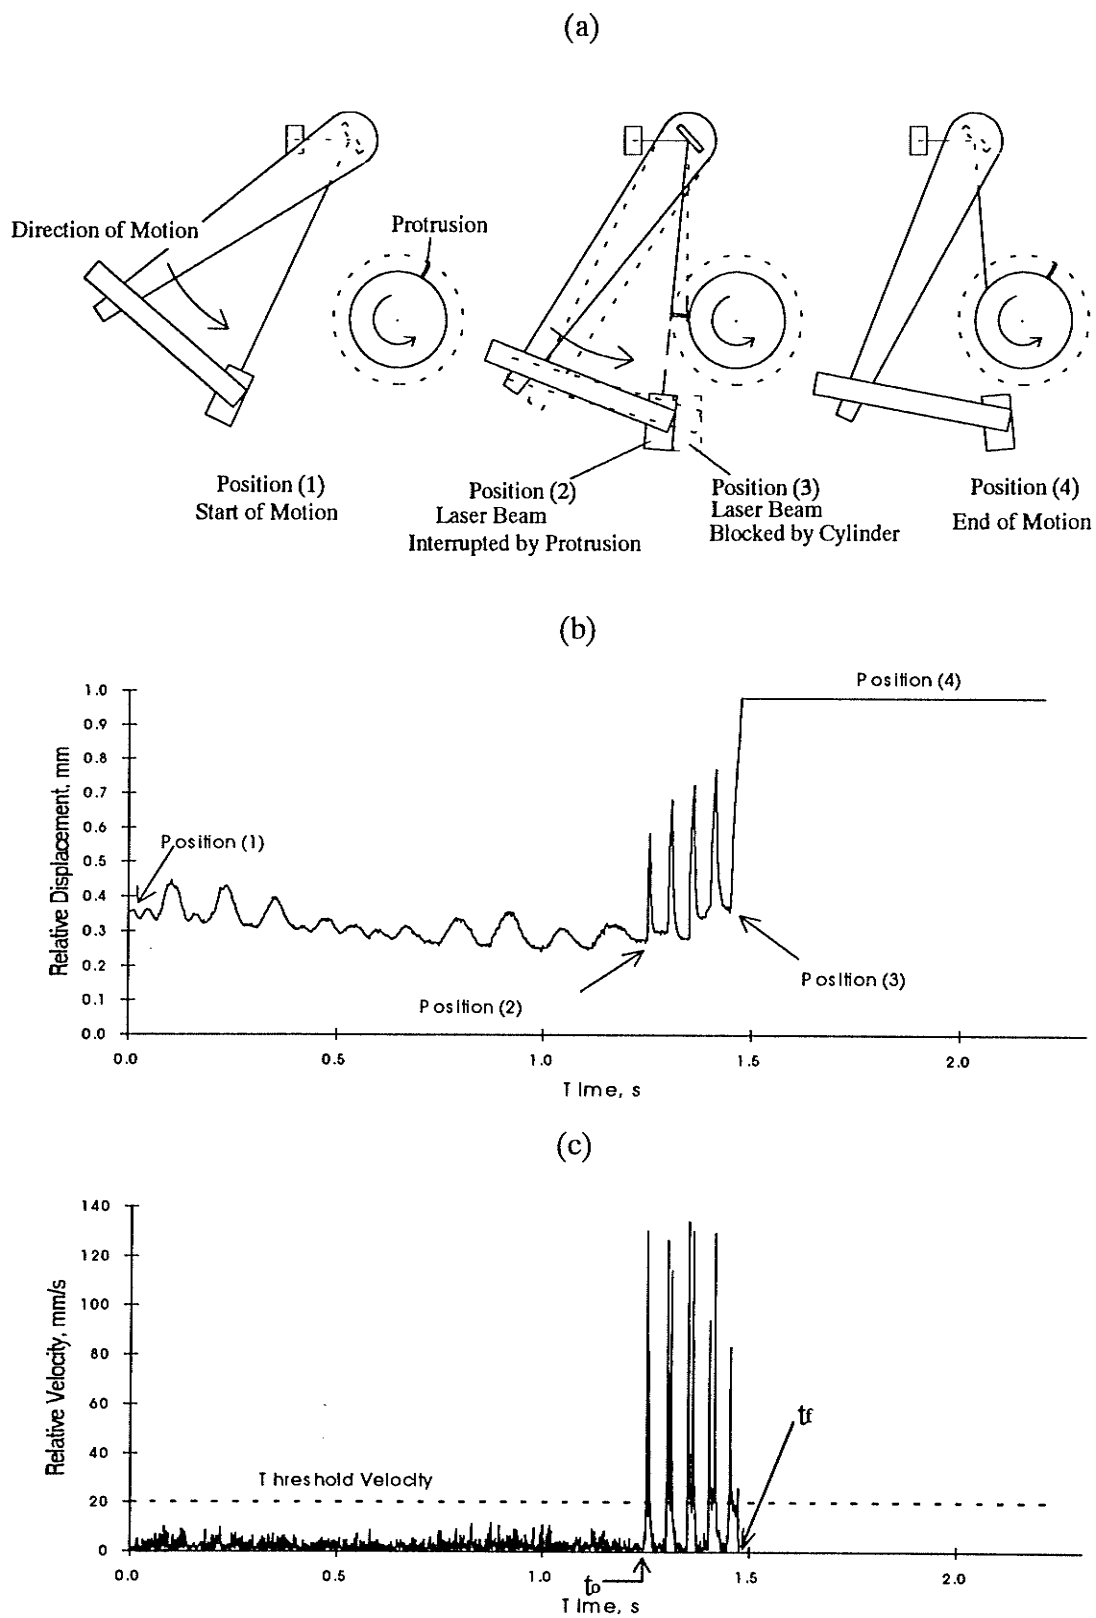 (a)
Direction of Motion
Protrusion
Position (1)
Start of Motion
Position (2)
Laser Beam
Interrupted by Protrusion
Position (3)
Laser Beam
Blocked by Cylinder
Position (4)
End of Motion
(b)
Relative Displacement, mm
1.0
0.9
0.8
0.7
0.6
0.5
0.4
0.3
0.2
0.1
0.0
Position (1)
Position (2)
Position (3)
Position (4)
0.0
0.5
1.0
1.5
2.0
Time, s
(c)
Relative Velocity, mm/s
140
120
100
80
60
40
20
0
Threshold Velocity
tf
to
0.0
0.5
1.0
1.5
2.0
Time, s